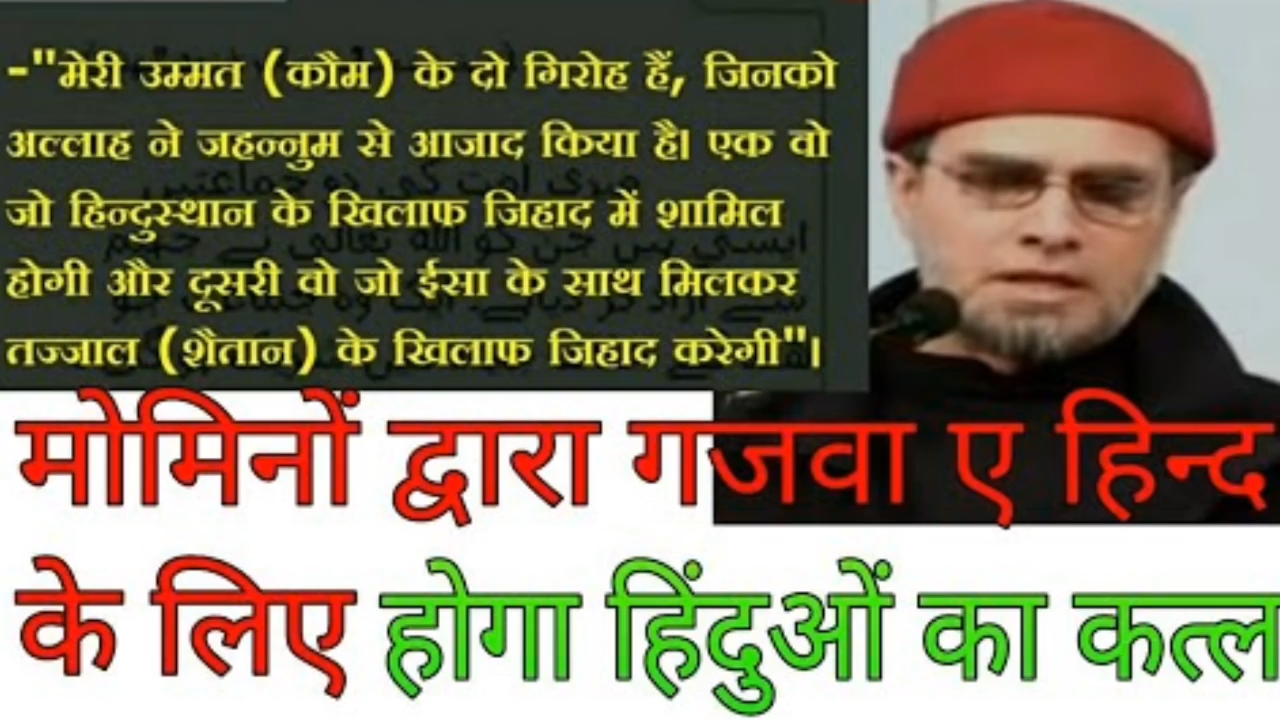 -"मेरी उम्मत (कौम) के दो गिरोह हैं, जिनको
अल्लाह ने जहन्नुम से आजाद किया है। एक वो
जो हिन्दुस्थान के खिलाफ जिहाद में शामिल
होगी और दूसरी वो जो ईसा के साथ मिलकर
तज्जाल (शैतान) के खिलाफ जिहाद करेगी"।
मोमिनों द्वारा गजवा ए हिन्द
के लिए होगा हिंदुओं का कत्ल